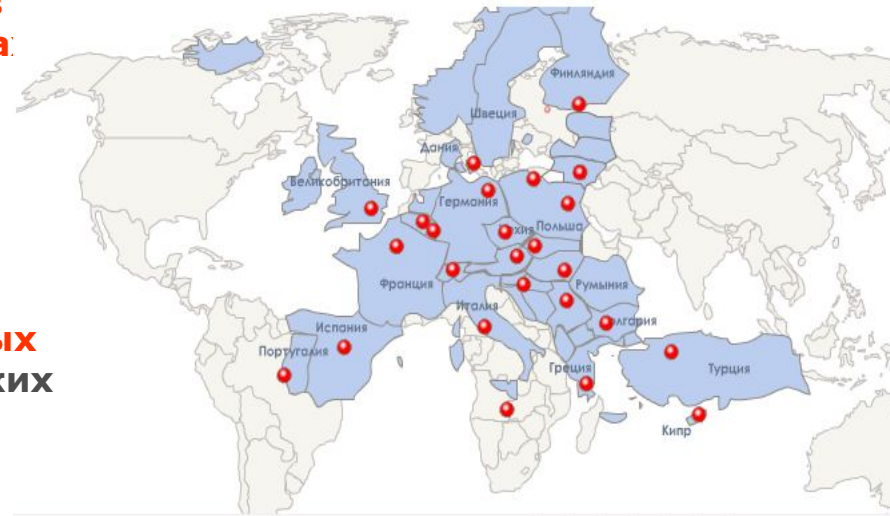 Финляндия
Швеция
Дания
Великобритания
Германия
Польша
Франция
Румыния
Италия
Испания
Португалия
Греция
Турция
Кипр
ых
ких